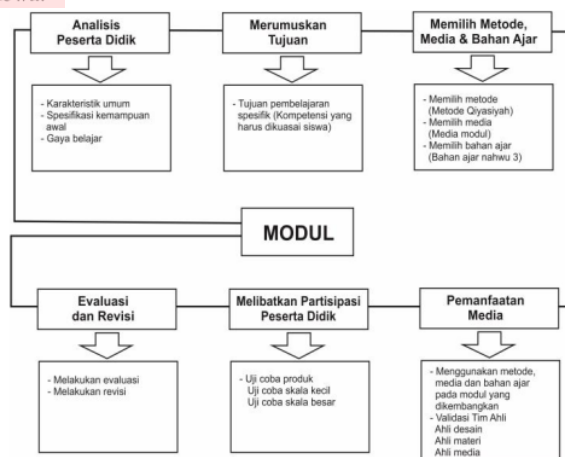 Analisis
Peserta Didik
Merumuskan
Tujuan
Memilih Metode,
Media & Bahan Ajar
- Karakteristik umum
- Spesifikasi kemampuan
awal
- Gaya belajar
- Tujuan pembelajaran
spesifik (Kompetensi yang
harus dikuasai siswa)
- Memilih metode
(Metode Qiyasiyah)
- Memilih media
(Media modul)
- Memilih bahan ajar
(Bahan ajar nahwu 3)
MODUL
Evaluasi
dan Revisi
Melibatkan Partisipasi
Peserta Didik
Pemanfaatan
Media
- Melakukan evaluasi
- Melakukan revisi
- Uji coba produk
Uji coba skala kecil
Uji coba skala besar
- Menggunakan metode,
media dan bahan ajar
pada modul yang
dikembangkan
- Validasi Tim Ahli
Ahli desain
Ahli materi
Ahli media